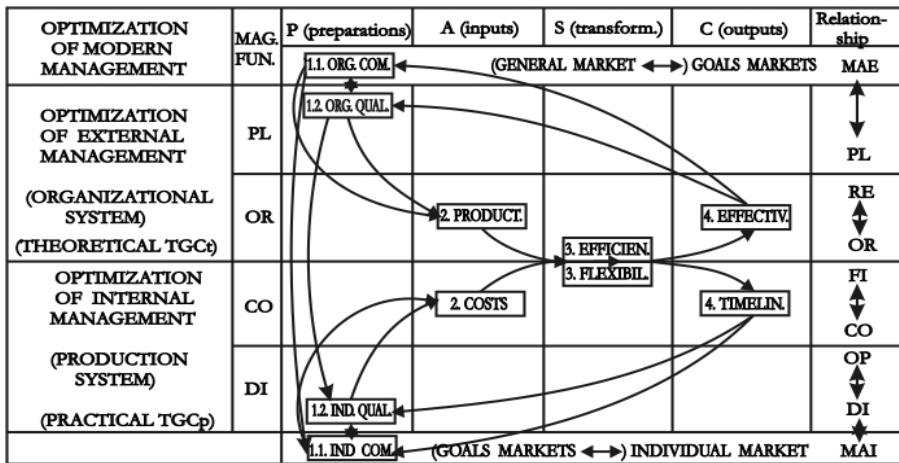 OPTIMIZATION
OF MODERN
MANAGEMENT
MAG.
FUN.
P (preparations)
A (inputs)
S (transform.)
C (outputs)
Relation-
ship
1.1. ORG. COM.
(GENERAL MARKET ) GOALS MARKETS
MAE
OPTIMIZATION
OF EXTERNAL
MANAGEMENT
PL
1.2. ORG. QUAL.
PL
(ORGANIZATIONAL
SYSTEM)
(THEORETICAL TGCt)
OR
2. PRODUCT.
4. EFFECTIV.
RE
OR
3. EFFICIEN.
3. FLEXIBIL.
OPTIMIZATION
OF INTERNAL
MANAGEMENT
CO
2. COSTS
4. TIMELIN.
FI
CO
(PRODUCTION
SYSTEM)
(PRACTICAL TGCp)
DI
1.2. IND. QUAL.
OP
DI
1.1. IND COM.
(GOALS MARKETS ) INDIVIDUAL MARKET
MAI